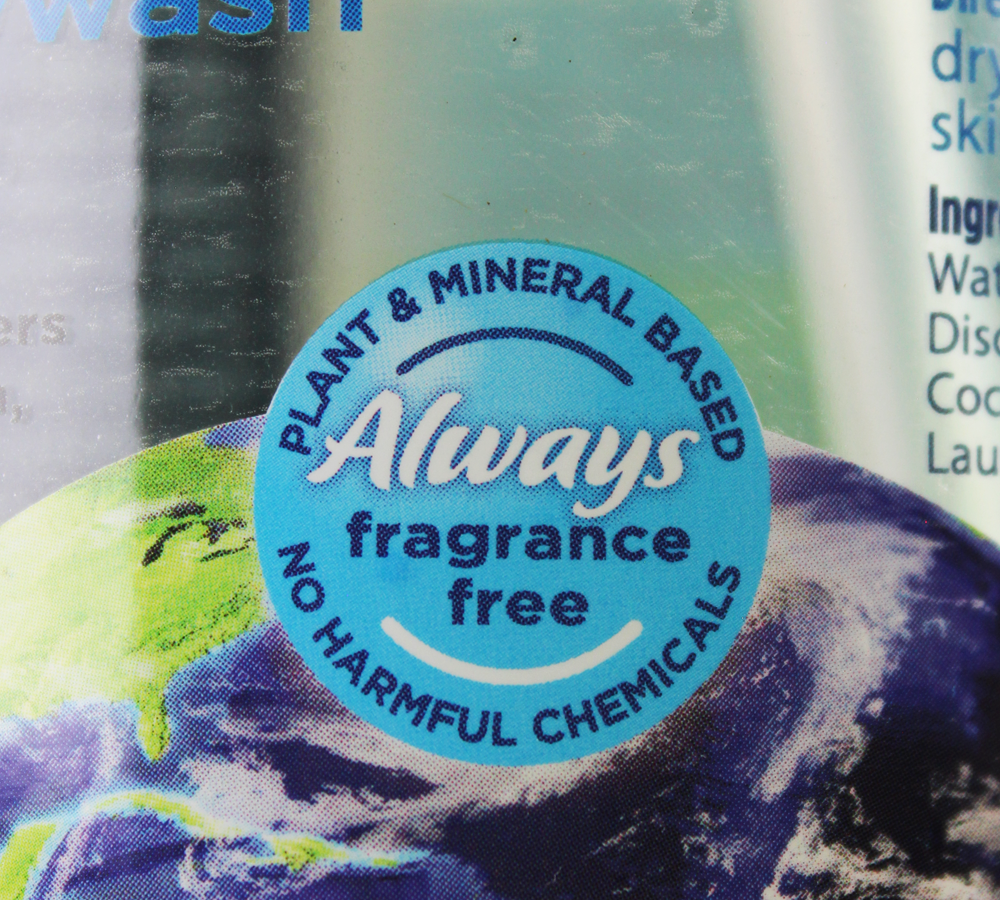 wash
ers
dry
ski
Ingr
Wat
Disc
Coc
Lau
PLANT & MINERAL BASED
Always
fragrance
free
NO HARMFUL CHEMICALS